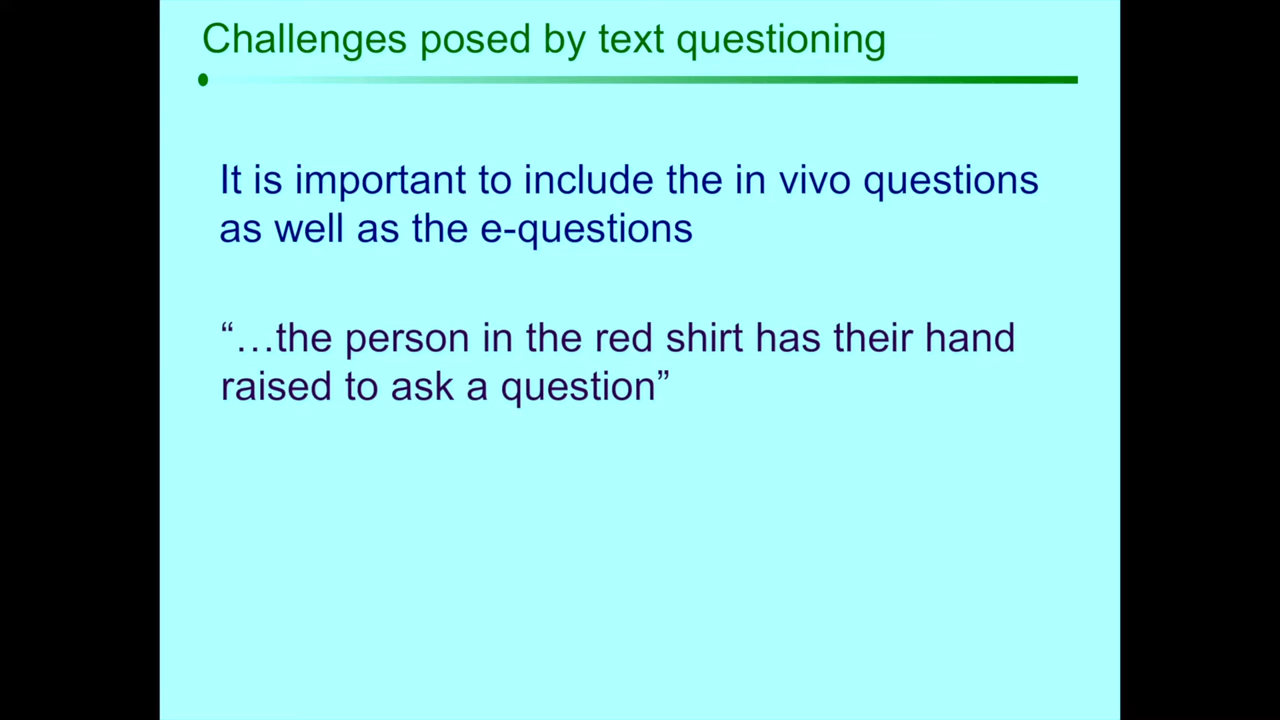 Challenges posed by text questioning
It is important to include the in vivo questions
as well as the e-questions
“…the person in the red shirt has their hand
raised to ask a question”